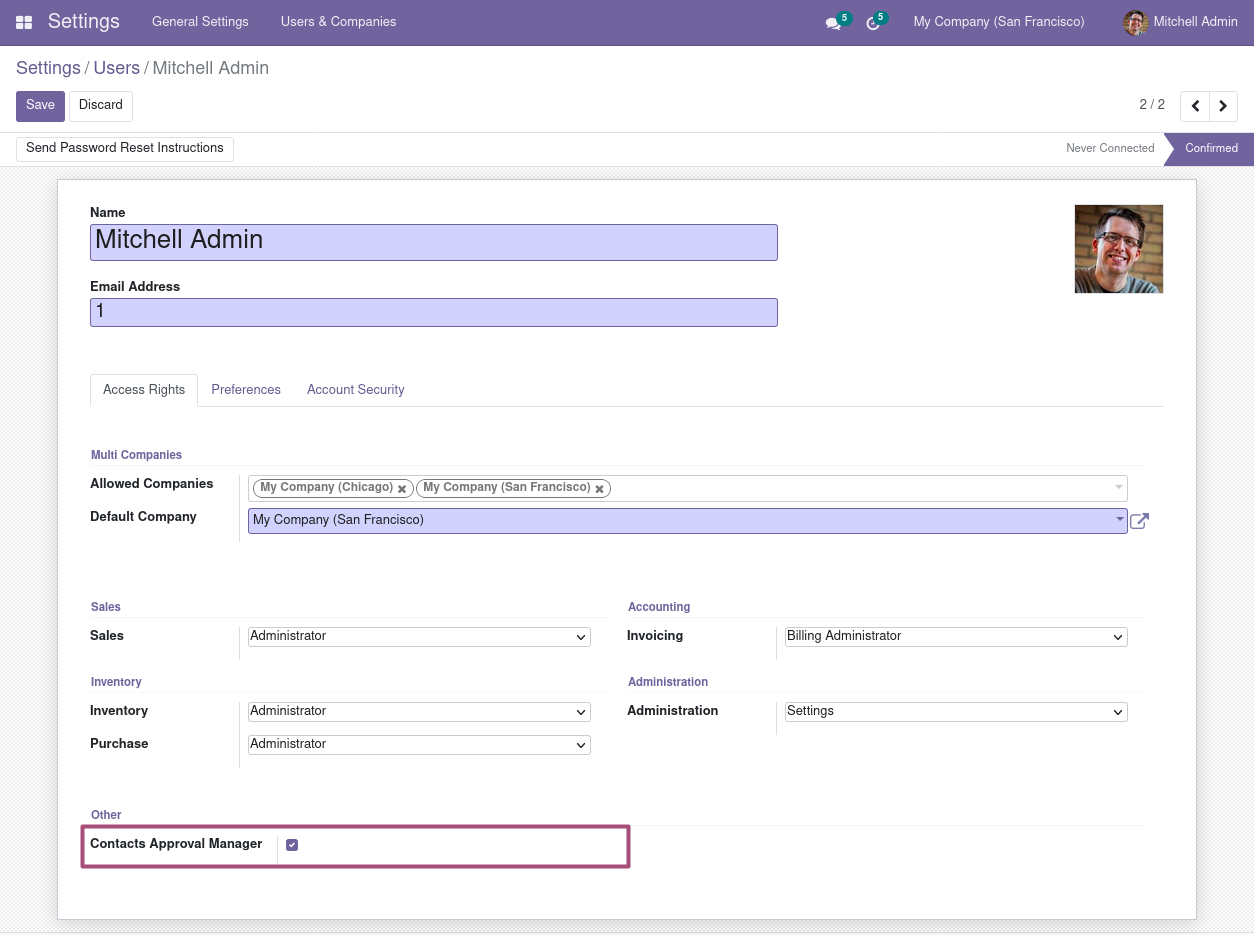 Settings General Settings Users & Companies 5 5 My Company (San Francisco) Mitchell Admin
Settings / Users / Mitchell Admin
Save Discard 2 / 2
Send Password Reset Instructions Never Connected Confirmed
Name
Mitchell Admin
Email Address
1
Access Rights Preferences Account Security
Multi Companies
Allowed Companies My Company (Chicago) My Company (San Francisco)
Default Company My Company (San Francisco)
Sales Accounting
Sales Administrator Invoicing Billing Administrator
Inventory Administration
Inventory Administrator Administration Settings
Purchase Administrator
Other
Contacts Approval Manager